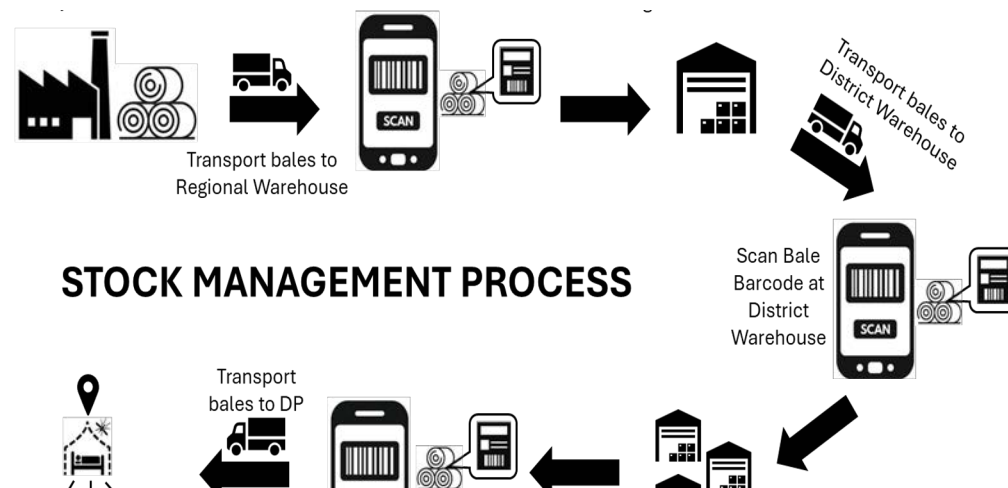 Transport bales to
Regional Warehouse
SCAN
Transport bales to
District Warehouse
STOCK MANAGEMENT PROCESS
Scan Bale
Barcode at
District
Warehouse
SCAN
Transport
bales to DP